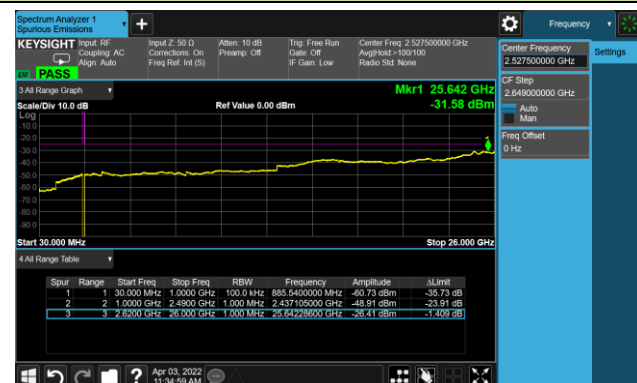 Spectrum Analyzer 1
Spurious Emissions
Frequency
KEYSIGHT Input: RF Input Z: 50 Ω Atten: 10 dB Trig: Free Run Center Freq: 2.527500000 GHz
Coupling: AC Corrections: On Preamp: Off Gate: Off Avg|Hold:>100/100
Align: Auto Freq Ref: Int (S) IF Gain: Low Radio Std: None
PASS
Center Frequency
2.527500000 GHz
Settings
CF Step
2.649000000 GHz
Auto
Man
Freq Offset
0 Hz
3 All Range Graph
Mkr1 25.642 GHz
Scale/Div 10.0 dB Ref Value 0.00 dBm -31.58 dBm
Log
-10.0
-20.0
-30.0
-40.0
-50.0
-60.0
-70.0
-80.0
-90.0
Start 30.000 MHz Stop 26.000 GHz
4 All Range Table
Spur Range Start Freq Stop Freq RBW Frequency Amplitude ΔLimit
1 1 30.000 MHz 1.0000 GHz 100.0 kHz 885.5400000 MHz -60.73 dBm -35.73 dB
2 2 1.0000 GHz 2.4900 GHz 1.000 MHz 2.437105000 GHz -48.91 dBm -23.91 dB
3 3 2.6200 GHz 26.000 GHz 1.000 MHz 25.64228600 GHz -26.41 dBm -1.409 dB
Apr 03, 2022
11:34:59 AM